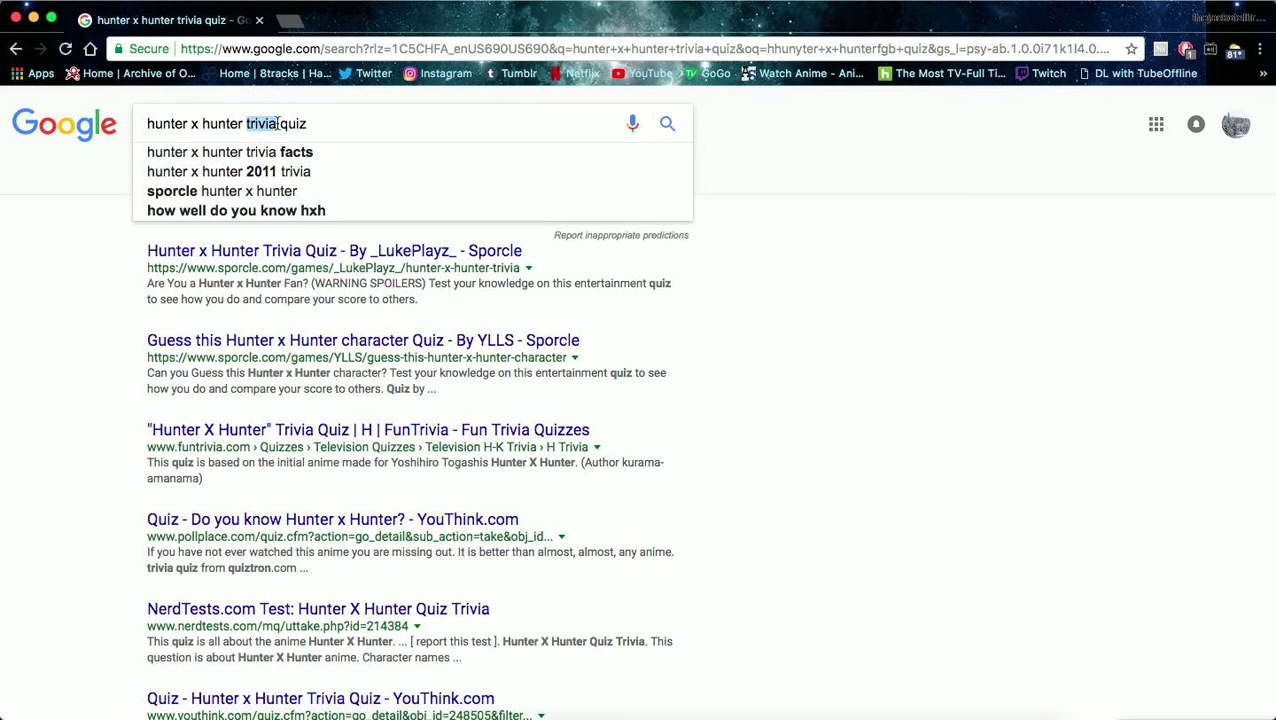 hunter x hunter trivia quiz - Go
Secure https://www.google.com/search?rlz=1C5CHFA_enUS690US690&q=hunter+x+hunter+trivia+quiz&oq=hhunyter+x+hunterfgb+quiz&gs_l=psy-ab.1.0.0i71k1l4.0....
Apps Home | Archive of O... Home | 8tracks | Ha... Twitter Instagram Tumblr Netflix YouTube GoGo Watch Anime - Ani... The Most TV-Full Ti... Twitch DL with TubeOffline »
1 81°
Google hunter x hunter trivia quiz
hunter x hunter trivia facts
hunter x hunter 2011 trivia
sporcle hunter x hunter
how well do you know hxh
Report inappropriate predictions
Hunter x Hunter Trivia Quiz - By _LukePlayz_ - Sporcle
https://www.sporcle.com/games/_LukePlayz_/hunter-x-hunter-trivia
Are You a Hunter x Hunter Fan? (WARNING SPOILERS) Test your knowledge on this entertainment quiz
to see how you do and compare your score to others.
Guess this Hunter x Hunter character Quiz - By YLLS - Sporcle
https://www.sporcle.com/games/YLLS/guess-this-hunter-x-hunter-character
Can you Guess this Hunter x Hunter character? Test your knowledge on this entertainment quiz to see
how you do and compare your score to others. Quiz by ...
"Hunter X Hunter" Trivia Quiz | H | FunTrivia - Fun Trivia Quizzes
www.funtrivia.com › Quizzes › Television Quizzes › Television H-K Trivia › H Trivia
This quiz is based on the initial anime made for Yoshihiro Togashis Hunter X Hunter. (Author kurama-
amanama)
Quiz - Do you know Hunter x Hunter? - YouThink.com
www.pollplace.com/quiz.cfm?action=go_detail&sub_action=take&obj_id...
If you have not ever watched this anime you are missing out. It is better than almost, almost, any anime.
trivia quiz from quiztron.com ...
NerdTests.com Test: Hunter X Hunter Quiz Trivia
www.nerdtests.com/mq/uttake.php?id=214384
This quiz is all about the anime Hunter X Hunter. ... [ report this test ]. Hunter X Hunter Quiz Trivia. This
question is about Hunter X Hunter anime. Character names ...
Quiz - Hunter x Hunter Trivia Quiz - YouThink.com
www.youthink.com/quiz.cfm?action=go_detail&obj_id=248505&filter...